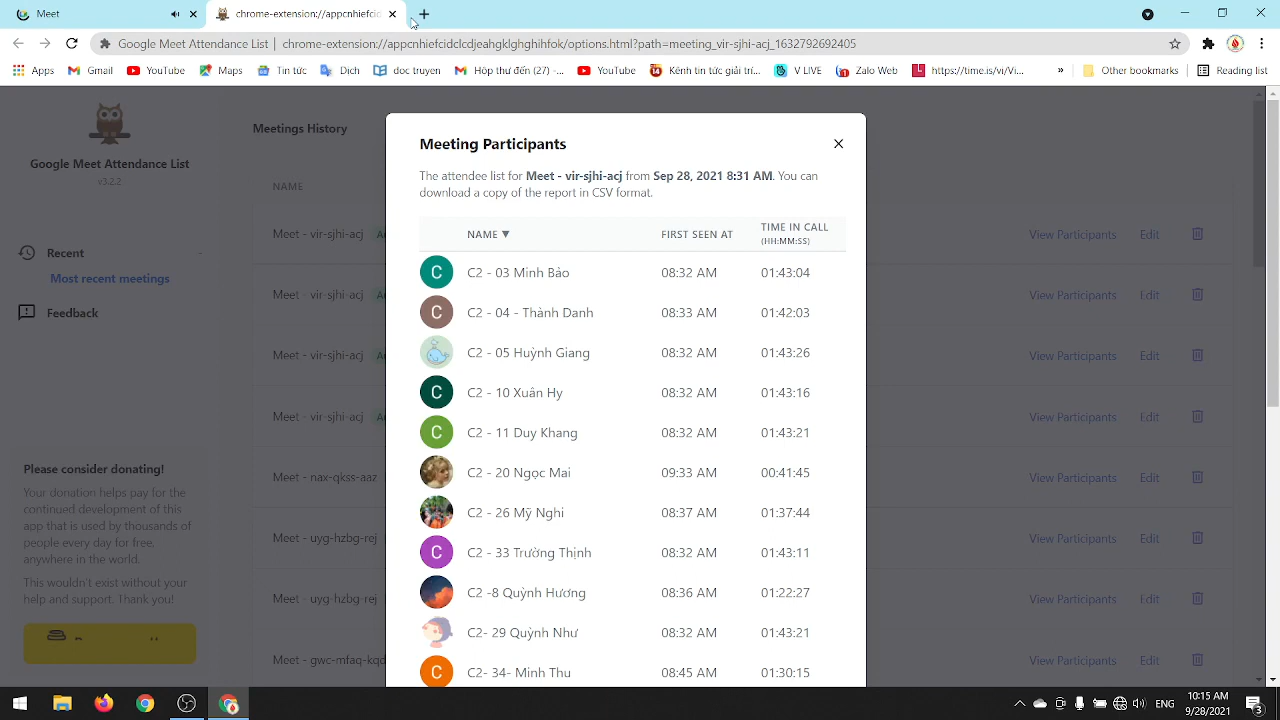 Meet
chrome-extension://appcnhiefcidc
Google Meet Attendance List | chrome-extension://appcnhiefcidclcdjeahgklghghihfok/options.html?path=meeting_vir-sjhi-acj_1632792692405
Apps Gmail YouTube Maps Tin tức Dịch doc truyen Hộp thư đến (27) -... YouTube Kênh tin tức giải trí... V LIVE Zalo Web https://time.is/vi/Vi... » Other bookmarks Reading list
Google Meet Attendance List
v3.2.2
Recent
Most recent meetings
Feedback
Please consider donating!
Your donation helps pay for the
continued development of this
app that is used by thousands of
people every day for free,
anywhere in the world.
This wouldn't exist without your
help and support. Thank you!
Meetings History
NAME
Meet - vir-sjhi-acj View Participants Edit
Meet - vir-sjhi-acj View Participants Edit
Meet - vir-sjhi-acj View Participants Edit
Meet - vir-sjhi-acj View Participants Edit
Meet - nax-qkss-aaz View Participants Edit
Meet - uyg-hzbg-rej View Participants Edit
Meet - uyg-hzbg-rej View Participants Edit
Meet - gwc-mfaq-kqd View Participants Edit
Meeting Participants
The attendee list for Meet - vir-sjhi-acj from Sep 28, 2021 8:31 AM. You can
download a copy of the report in CSV format.
NAME ▼ FIRST SEEN AT TIME IN CALL
(HH:MM:SS)
C C2 - 03 Minh Bảo 08:32 AM 01:43:04
C C2 - 04 - Thành Danh 08:33 AM 01:42:03
C2 - 05 Huỳnh Giang 08:32 AM 01:43:26
C C2 - 10 Xuân Hy 08:32 AM 01:43:16
C C2 - 11 Duy Khang 08:32 AM 01:43:21
C2 - 20 Ngọc Mai 09:33 AM 00:41:45
C2 - 26 Mỹ Nghi 08:37 AM 01:37:44
C C2 - 33 Trường Thịnh 08:32 AM 01:43:11
C2 -8 Quỳnh Hương 08:36 AM 01:22:27
C2- 29 Quỳnh Như 08:32 AM 01:43:21
C C2- 34- Minh Thu 08:45 AM 01:30:15
ENG
10:15 AM
9/28/2021